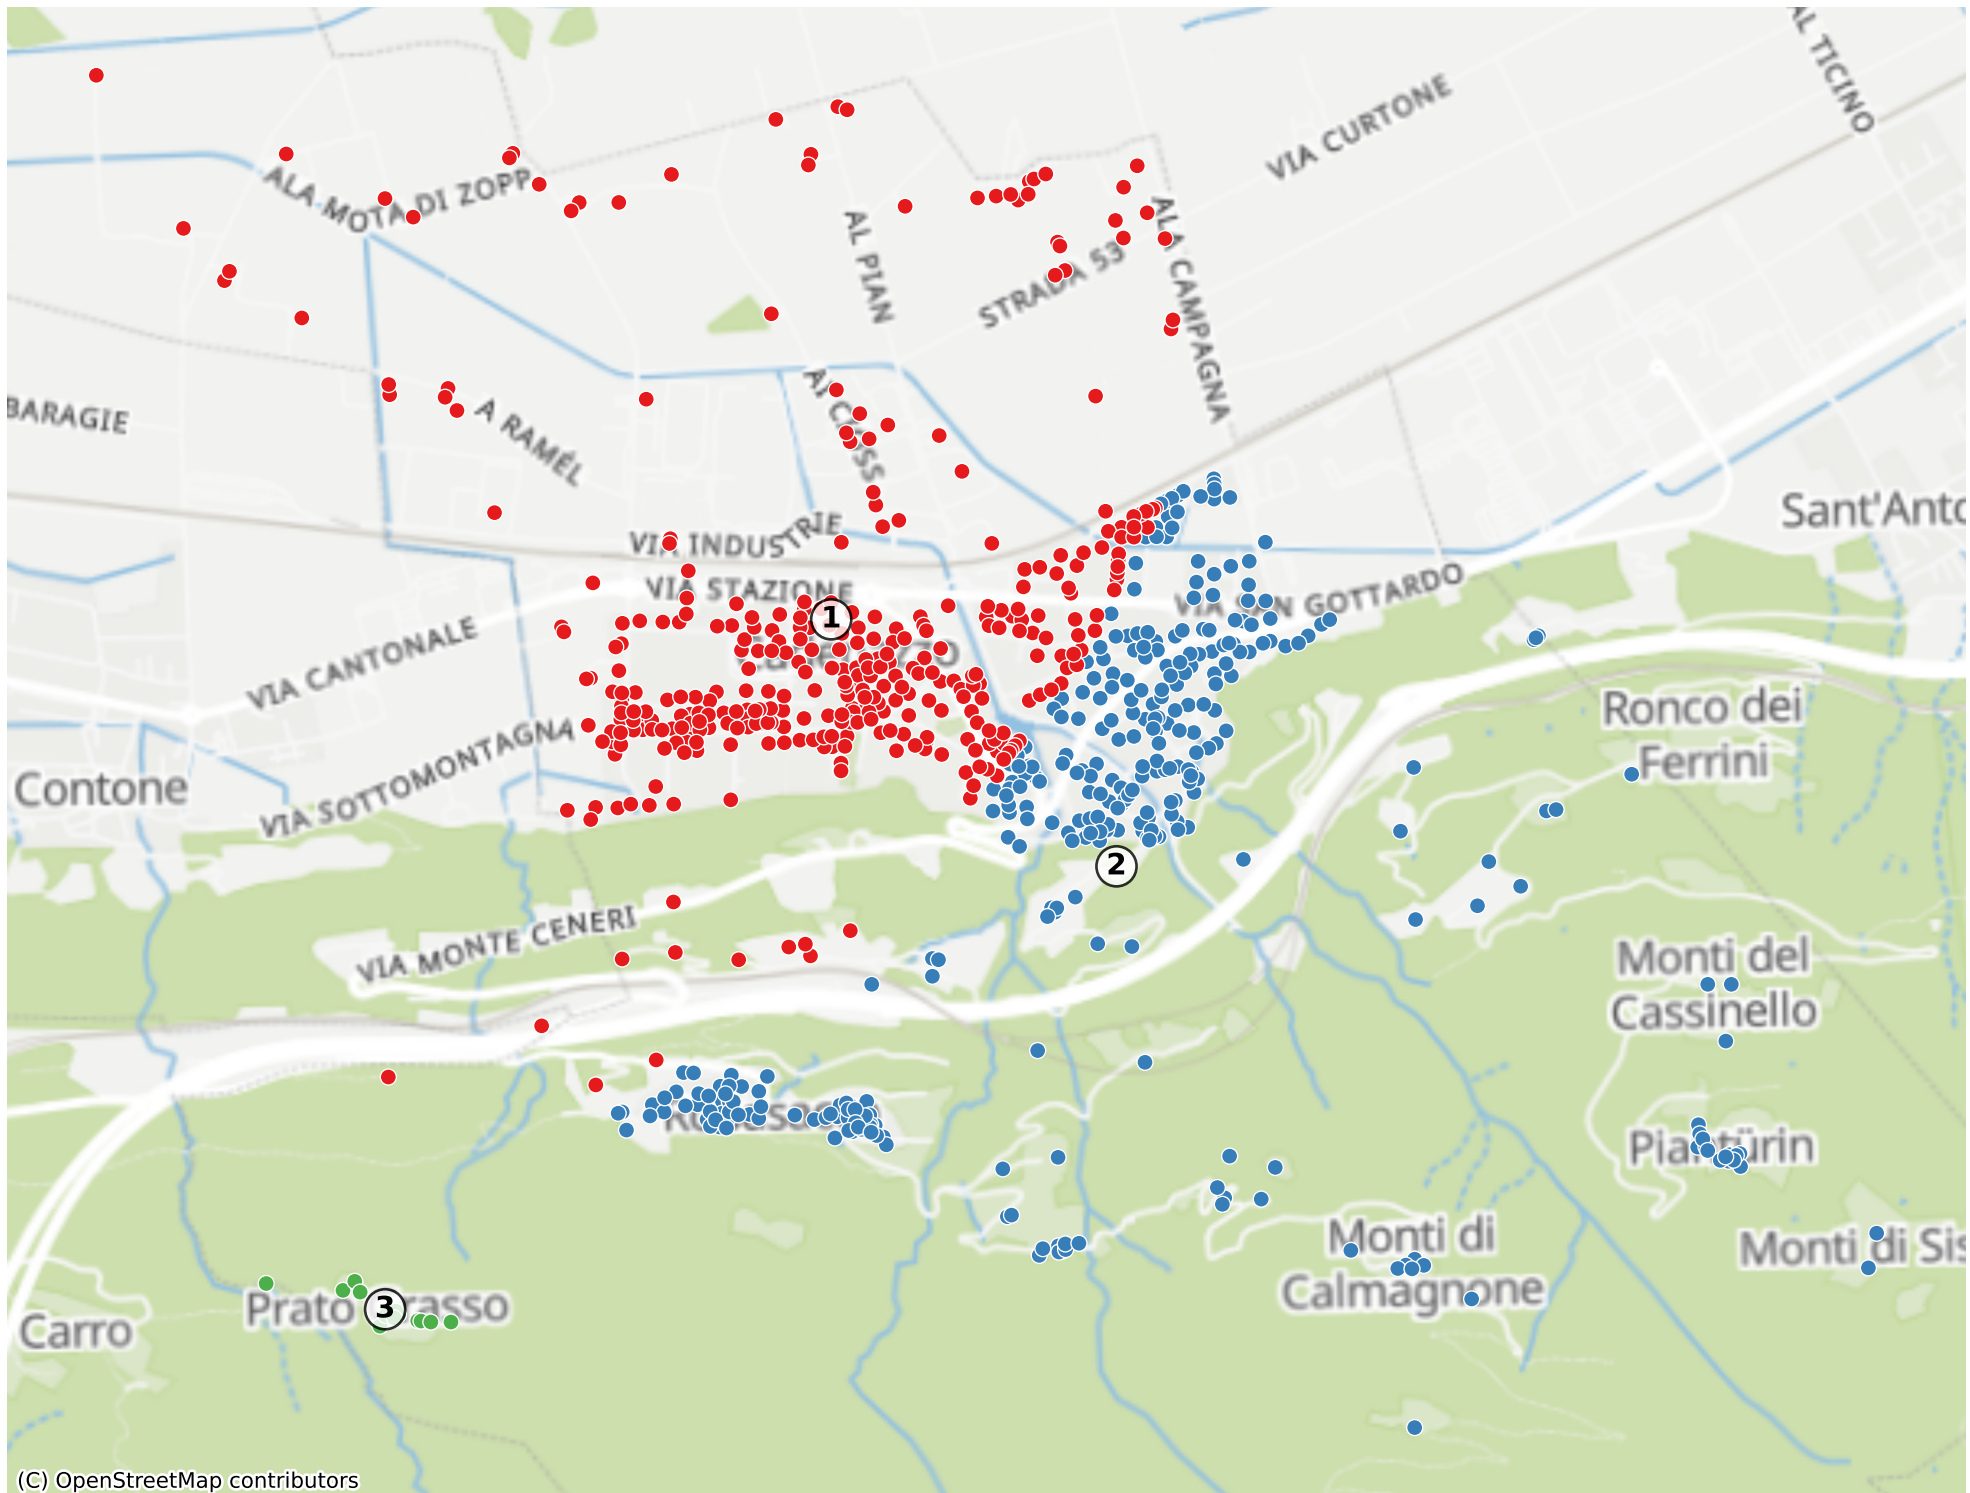 AL TICINO
VIA CURTONE
ALA MOTA DI ZOPP
AL PIAN
ALA CAMPAGNA
STRADA 53
BARAGIE
A RAMÉL
Sant'Anto
VIA INDUSTRIE
VIA STAZIONE
VIA SAN GOTTARDO
1
VIA CANTONALE
Ronco dei
Ferrini
VIA SOTTOMONTAGNA
Contone
2
VIA MONTE CENERI
Monti del
Cassinello
Monti di
Calmagnone
Monti di Sis
Prato
3
Carro
(C) OpenStreetMap contributors